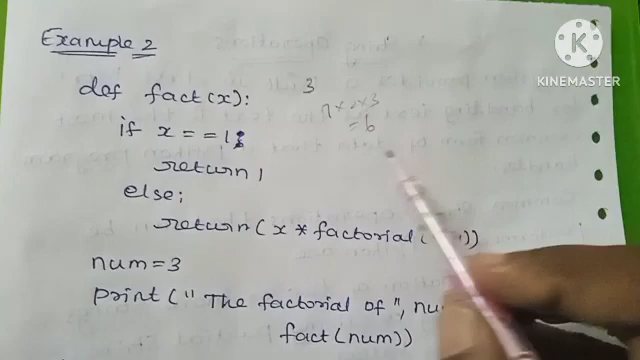 Example 2
KINEMASTER
def fact(x): 3
1×2×3
if x == 1:
= 6
return 1
else;
return (x * factorial( ))
num=3
print (" The factorial of ", nu
fact(num))